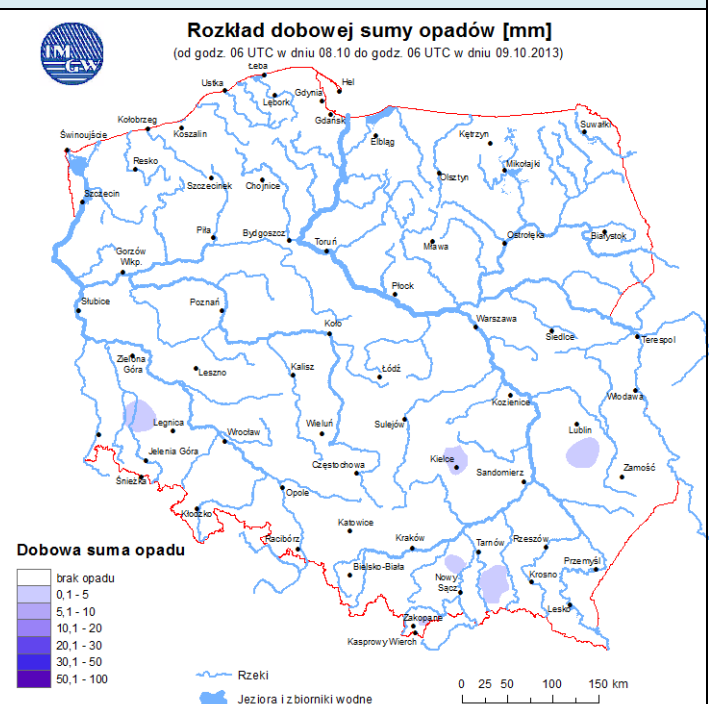 Rozkład dobowej sumy opadów [mm]
(od godz. 06 UTC w dniu 08.10 do godz. 06 UTC w dniu 09.10.2013)
IM
GW
Łeba
Ustka
Hel
Lębork
Gdynia
Gdańsk
Kołobrzeg
Koszalin
Świnoujście
Elbląg
Kętrzyn
Suwałki
Resko
Szczecinek
Chojnice
Olsztyn
Mikołajki
Szczecin
Piła
Bydgoszcz
Toruń
Mława
Ostrołęka
Białystok
Gorzów
Wlkp.
Płock
Słubice
Poznań
Koło
Warszawa
Siedlce
Terespol
Zielona
Góra
Leszno
Kalisz
Łódź
Kozienice
Włodawa
Legnica
Wrocław
Wieluń
Sulejów
Lublin
Jelenia Góra
Częstochowa
Kielce
Sandomierz
Zamość
Śnieżka
Opole
Kłodzko
Katowice
Racibórz
Kraków
Tarnów
Rzeszów
Bielsko-Biała
Nowy
Sącz
Krosno
Przemyśl
Lesko
Zakopane
Kasprowy Wierch
Dobowa suma opadu
brak opadu
0,1 - 5
5,1 - 10
10,1 - 20
20,1 - 30
30,1 - 50
50,1 - 100
Rzeki
Jeziora i zbiorniki wodne
0 25 50 100 150 km